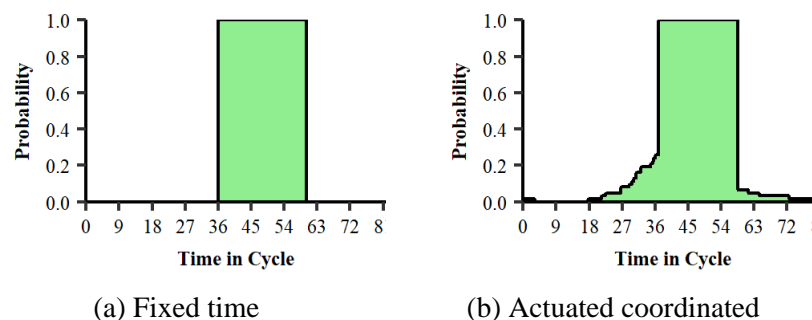 Probability
1.0
0.8
0.6
0.4
0.2
0.0
0 9 18 27 36 45 54 63 72 8
Time in Cycle
(a) Fixed time
Probability
1.0
0.8
0.6
0.4
0.2
0.0
0 9 18 27 36 45 54 63 72
Time in Cycle
(b) Actuated coordinated